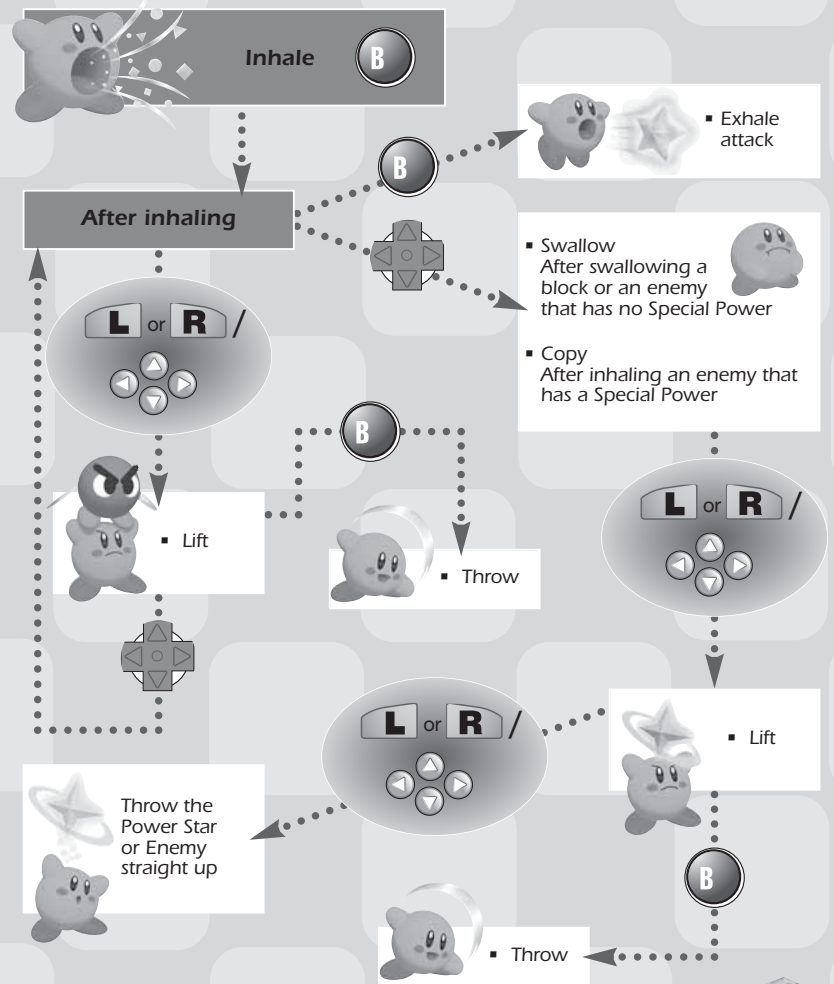 Inhale B
B
▪ Exhale
attack
After inhaling
▪ Swallow
After swallowing a
block or an enemy
that has no Special Power
▪ Copy
After inhaling an enemy that
has a Special Power
L or R /
B
▪ Lift
▪ Throw
L or R /
L or R /
▪ Lift
Throw the
Power Star
or Enemy
straight up
B
▪ Throw